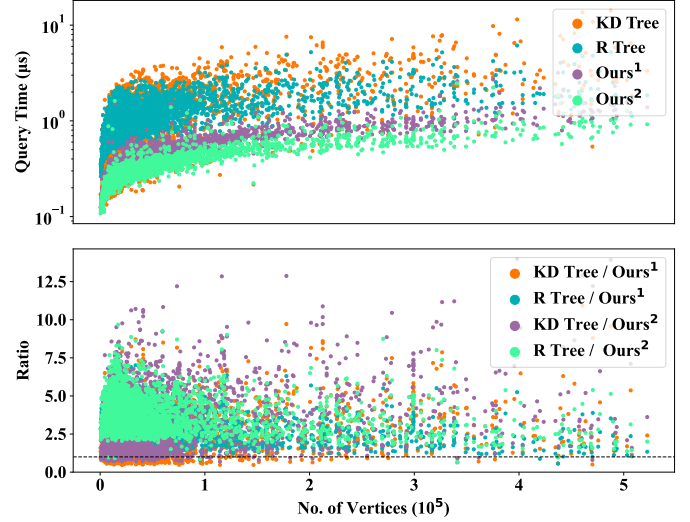 Query Time (μs)
10¹
10⁰
10⁻¹
KD Tree
R Tree
Ours¹
Ours²
Ratio
12.5
10.0
7.5
5.0
2.5
0.0
KD Tree / Ours¹
R Tree / Ours¹
KD Tree / Ours²
R Tree / Ours²
0 1 2 3 4 5
No. of Vertices (10⁵)